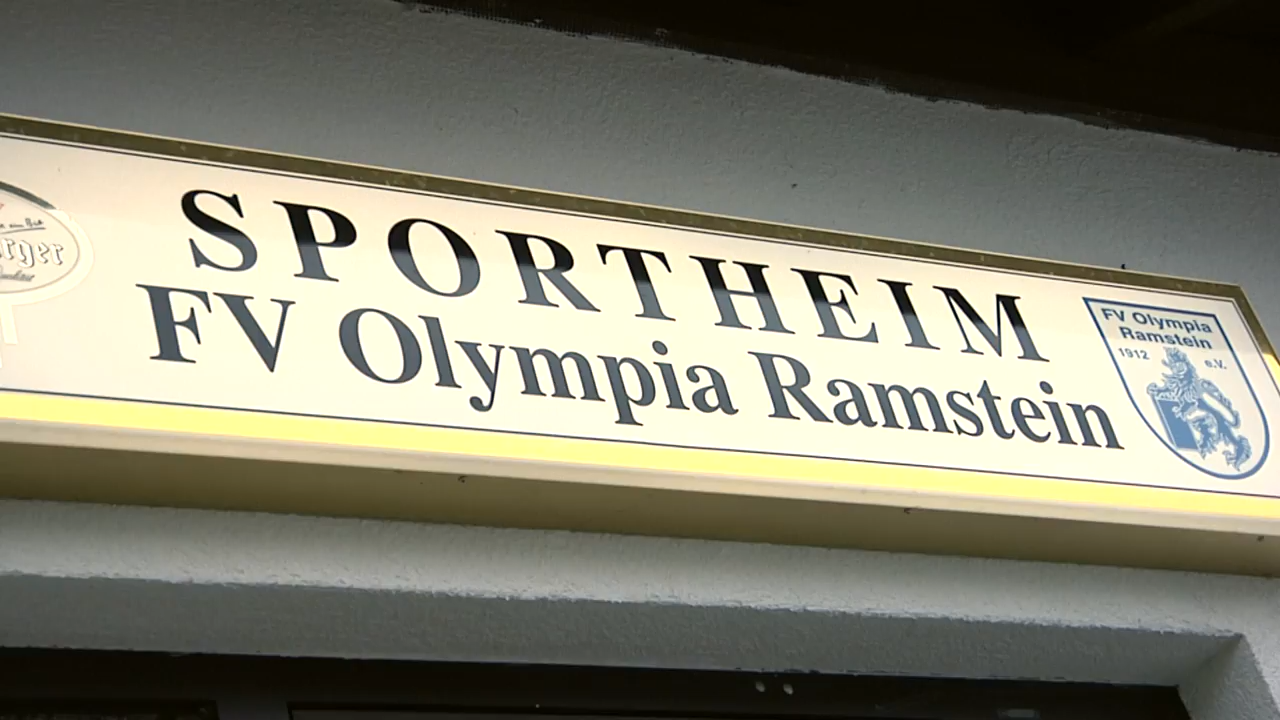 SPORTHEIM
FV Olympia Ramstein
FV Olympia
Ramstein
1912 e.V.